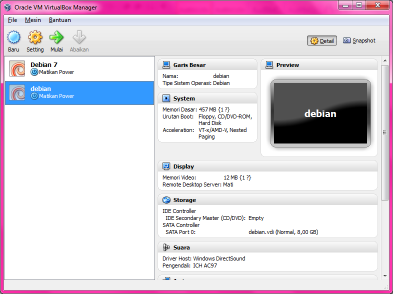 Oracle VM VirtualBox Manager
File Mesin Bantuan
Baru Setting Mulai Abaikan
Detail Snapshot
Debian 7
Matikan Power
debian
Matikan Power
Garis Besar
Nama: debian
Tipe Sistem Operasi: Debian
System
Memori Dasar: 457 MB {1 ?}
Urutan Boot: Floppy, CD/DVD-ROM,
Hard Disk
Acceleration: VT-x/AMD-V, Nested
Paging
Preview
debian
Display
Memori Video: 12 MB {1 ?}
Remote Desktop Server: Mati
Storage
IDE Controller
IDE Secondary Master (CD/DVD): Empty
SATA Controller
SATA Port 0: debian.vdi (Normal, 8,00 GB)
Suara
Driver Host: Windows DirectSound
Pengendali: ICH AC97